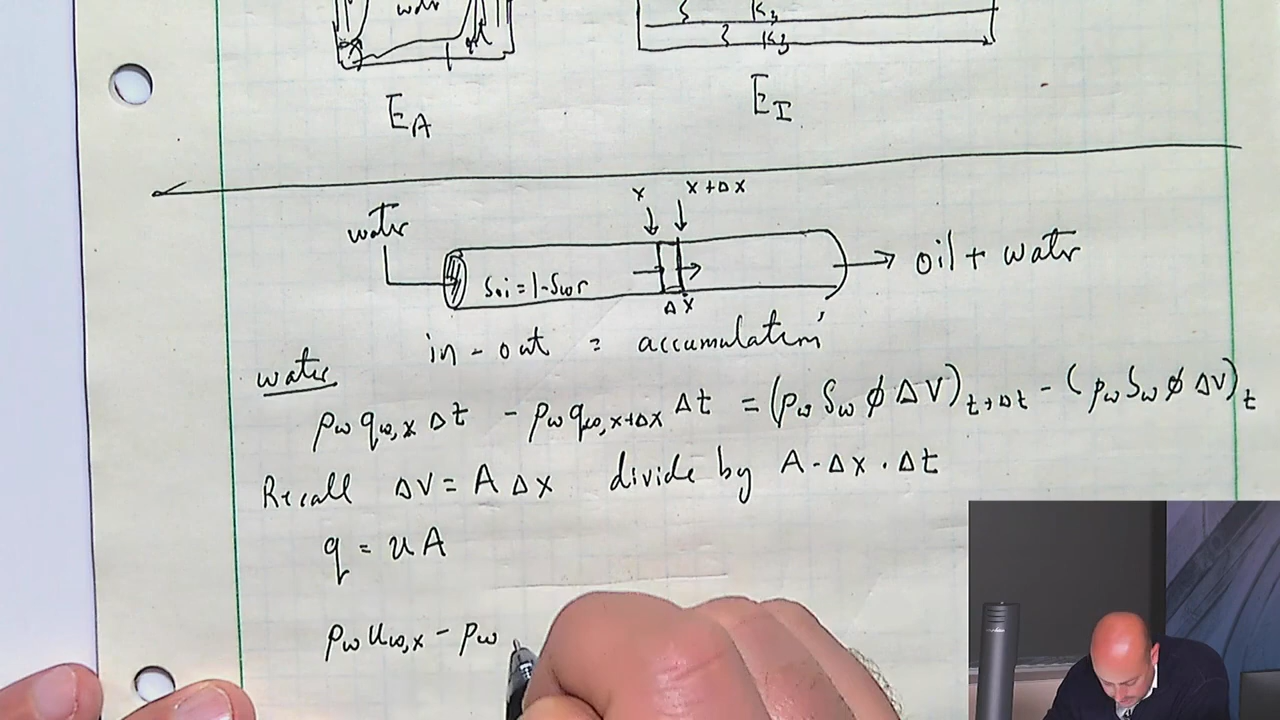 water
E_A
E_I
x x+Δx
water
S_oi = 1-S_wr
oil + water
Δx
in - out = accumulation
water
ρ_w q_w,x Δt - ρ_w q_w,x+Δx Δt = (ρ_w S_w φ ΔV)_t+Δt - (ρ_w S_w φ ΔV)_t
Recall ΔV = A Δx divide by A·Δx·Δt
q = uA
ρ_w u_w,x - ρ_w